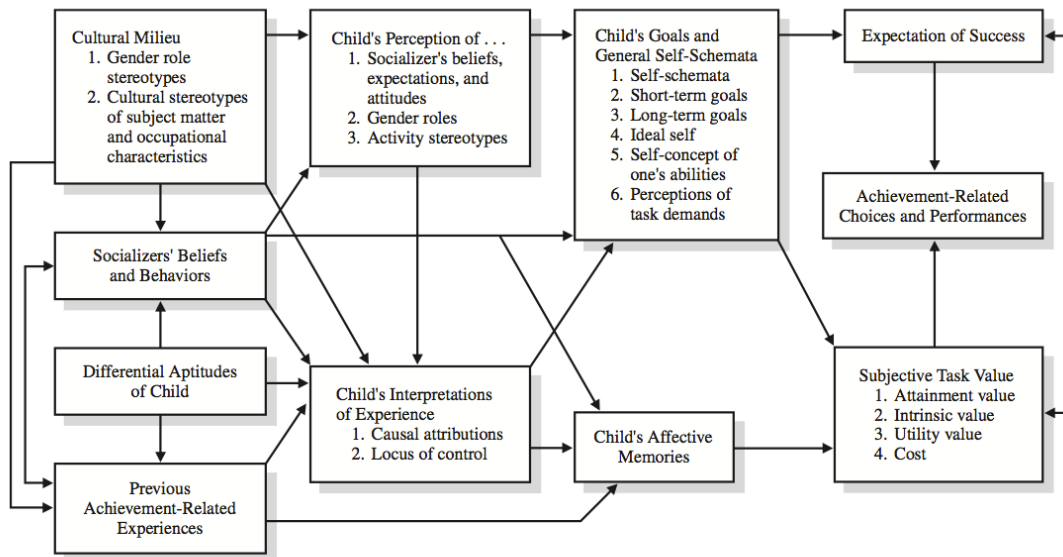 Cultural Milieu
1. Gender role
stereotypes
2. Cultural stereotypes
of subject matter
and occupational
characteristics
Child's Perception of . . .
1. Socializer's beliefs,
expectations, and
attitudes
2. Gender roles
3. Activity stereotypes
Child's Goals and
General Self-Schemata
1. Self-schemata
2. Short-term goals
3. Long-term goals
4. Ideal self
5. Self-concept of
one's abilities
6. Perceptions of
task demands
Expectation of Success
Achievement-Related
Choices and Performances
Socializers' Beliefs
and Behaviors
Differential Aptitudes
of Child
Previous
Achievement-Related
Experiences
Child's Interpretations
of Experience
1. Causal attributions
2. Locus of control
Child's Affective
Memories
Subjective Task Value
1. Attainment value
2. Intrinsic value
3. Utility value
4. Cost